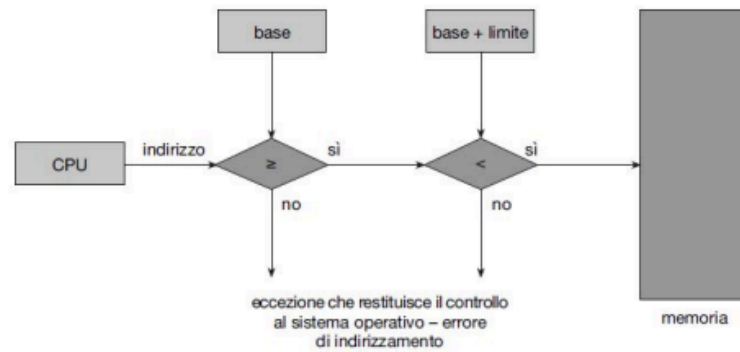 base
base + limite
CPU
indirizzo
≥
sì
<
sì
no
no
eccezione che restituisce il controllo
al sistema operativo – errore
di indirizzamento
memoria